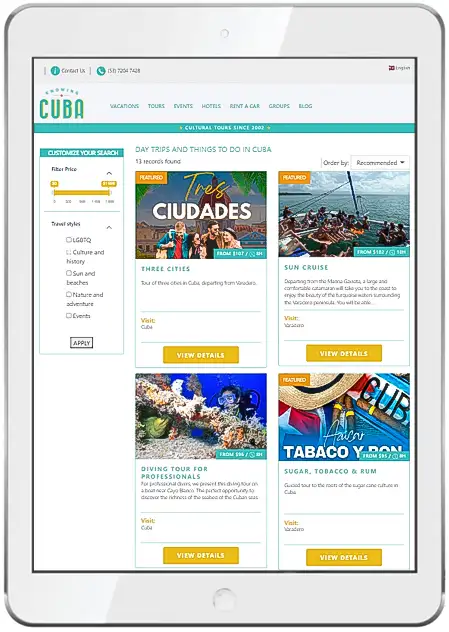 Contact Us
(53) 7204 7428
English
KNOWING
CUBA
VACATIONS TOURS EVENTS HOTELS RENT A CAR GROUPS BLOG
CULTURAL TOURS SINCE 2002
CUSTOMIZE YOUR SEARCH
Filter Price
$0
0 500
Travel styles
LGBTQ
Culture and
history
Sun and
beaches
Nature and
adventure
Events
APPLY
DAY TRIPS AND THINGS TO DO IN CUBA
13 records found
Order by: Recommended
FEATURED
Tres
CIUDADES
FROM $107 / 8H
THREE CITIES
Tour of three cities in Cuba, departing from Varadero.
Visit:
Cuba
VIEW DETAILS
FEATURED
FROM $102 / 10H
SUN CRUISE
Departing from the Marina Gaviota, a large and
comfortable catamaran will take you to the coast to
enjoy the beauty of the turquoise waters surrounding
the Varadero peninsula. You will be able...
Visit:
Varadero
VIEW DETAILS
FROM $96 / 8H
DIVING TOUR FOR
PROFESSIONALS
For professional divers, we present this diving tour on
a boat near Cayo Blanco. The perfect opportunity to
discover the richness of the seabed of the Cuban seas.
Visit:
Cuba
VIEW DETAILS
FEATURED
CUB
Azúcar
TABACO Y RON
FROM $95 / 8H
SUGAR, TOBACCO & RUM
Guided tour to the roots of the sugar cane culture in
Cuba
Visit:
Varadero
VIEW DETAILS